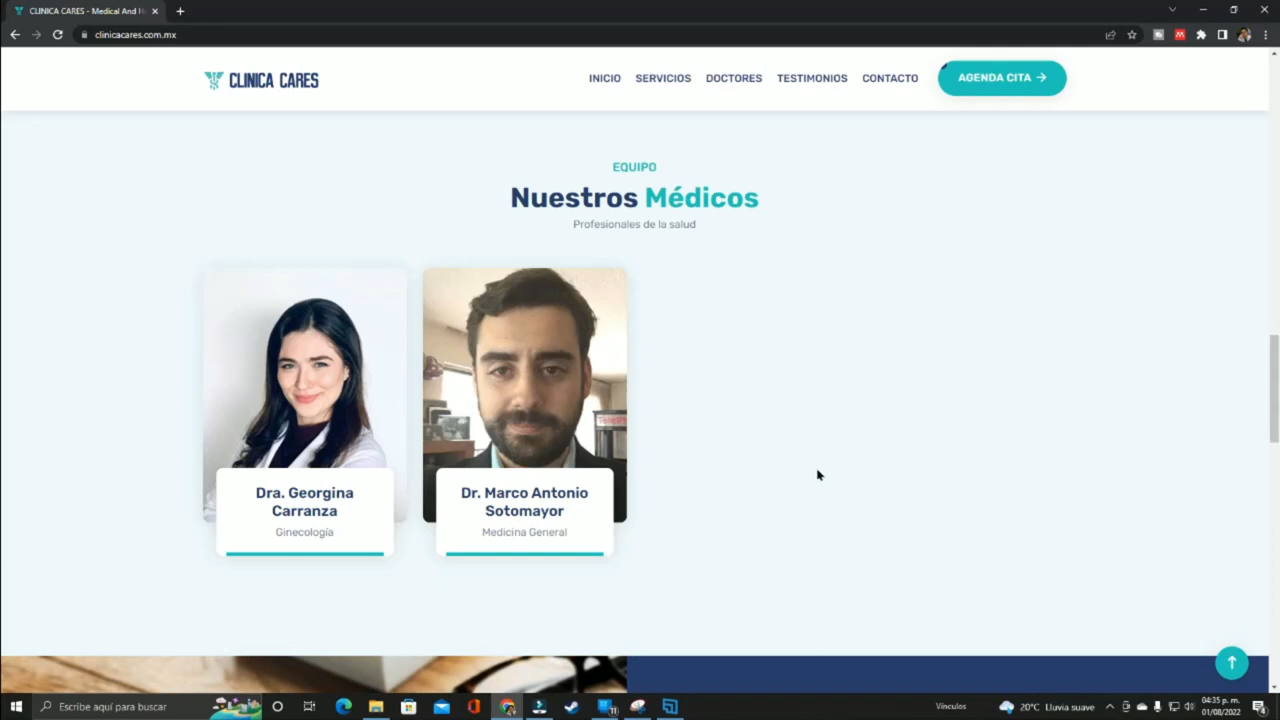 CLINICA CARES - Medical And H
clinicacares.com.mx
CLINICA CARES
INICIO
SERVICIOS
DOCTORES
TESTIMONIOS
CONTACTO
AGENDA CITA
EQUIPO
Nuestros Médicos
Profesionales de la salud
Dra. Georgina
Carranza
Ginecología
Dr. Marco Antonio
Sotomayor
Medicina General
Escribe aquí para buscar
Vínculos
20°C Lluvia suave
04:35 p. m.
01/08/2022